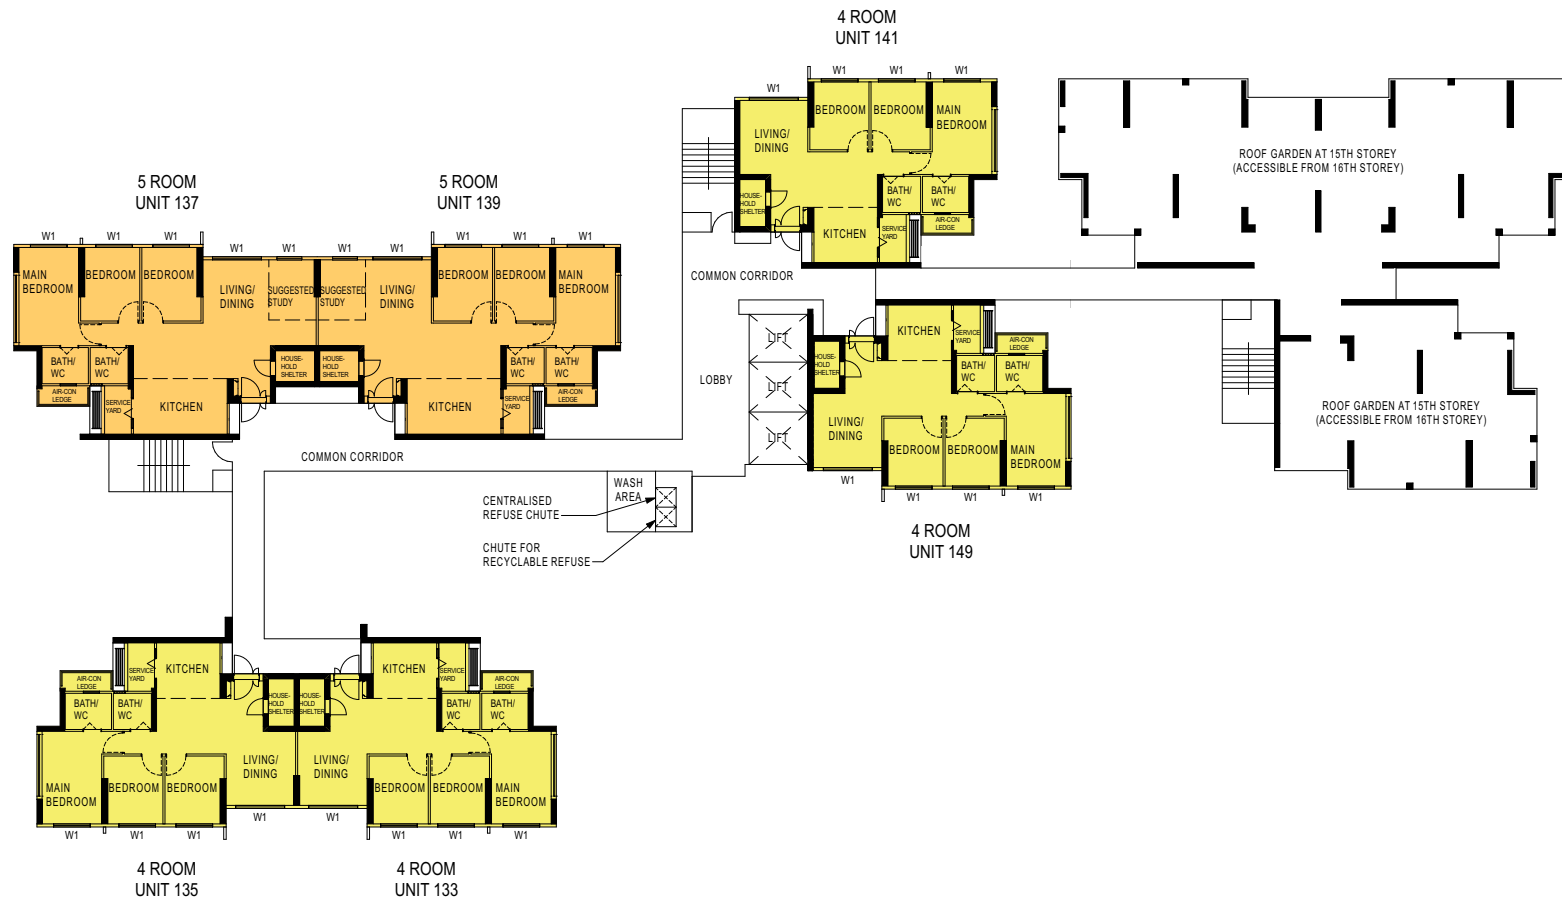 4 ROOM
UNIT 141
W1
W1
W1
W1
BEDROOM
BEDROOM
MAIN
BEDROOM
LIVING/
DINING
HOUSE-
HOLD
SHELTER
BATH/
WC
BATH/
WC
AIR-CON
LEDGE
SERVICE
YARD
KITCHEN
ROOF GARDEN AT 15TH STOREY
(ACCESSIBLE FROM 16TH STOREY)
5 ROOM
UNIT 137
5 ROOM
UNIT 139
W1
W1
W1
W1
W1
W1
W1
W1
W1
W1
MAIN
BEDROOM
BEDROOM
BEDROOM
LIVING/
DINING
SUGGESTED
STUDY
SUGGESTED
STUDY
LIVING/
DINING
BEDROOM
BEDROOM
MAIN
BEDROOM
BATH/
WC
BATH/
WC
HOUSE-
HOLD
SHELTER
HOUSE-
HOLD
SHELTER
BATH/
WC
BATH/
WC
AIR-CON
LEDGE
SERVICE
YARD
KITCHEN
KITCHEN
SERVICE
YARD
AIR-CON
LEDGE
COMMON CORRIDOR
COMMON CORRIDOR
LOBBY
LIFT
LIFT
LIFT
KITCHEN
SERVICE
YARD
AIR-CON
LEDGE
HOUSE-
HOLD
SHELTER
BATH/
WC
BATH/
WC
LIVING/
DINING
BEDROOM
BEDROOM
MAIN
BEDROOM
W1
W1
W1
W1
4 ROOM
UNIT 149
ROOF GARDEN AT 15TH STOREY
(ACCESSIBLE FROM 16TH STOREY)
WASH
AREA
CENTRALISED
REFUSE CHUTE
CHUTE FOR
RECYCLABLE REFUSE
AIR-CON
LEDGE
SERVICE
YARD
KITCHEN
KITCHEN
SERVICE
YARD
AIR-CON
LEDGE
BATH/
WC
BATH/
WC
HOUSE-
HOLD
SHELTER
HOUSE-
HOLD
SHELTER
BATH/
WC
BATH/
WC
MAIN
BEDROOM
BEDROOM
BEDROOM
LIVING/
DINING
LIVING/
DINING
BEDROOM
BEDROOM
MAIN
BEDROOM
W1
W1
W1
W1
W1
W1
W1
W1
4 ROOM
UNIT 135
4 ROOM
UNIT 133